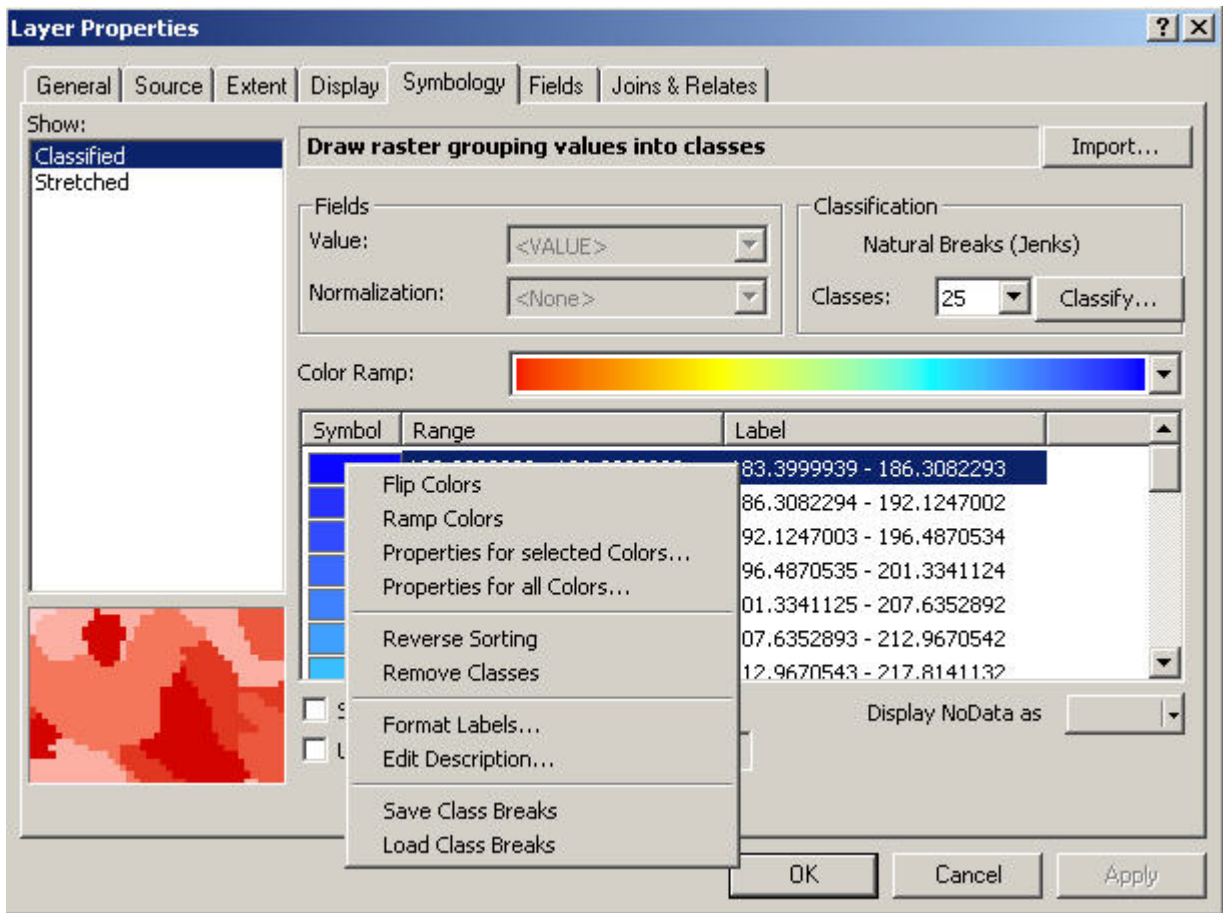 Layer Properties
General Source Extent Display Symbology Fields Joins & Relates
Show:
Classified
Stretched
Draw raster grouping values into classes
Import...
Fields
Value:
<VALUE>
Normalization:
<None>
Classification
Natural Breaks (Jenks)
Classes:
25
Classify...
Color Ramp:
Symbol Range Label
83.3999939 - 186.3082293
86.3082294 - 192.1247002
92.1247003 - 196.4870534
96.4870535 - 201.3341124
01.3341125 - 207.6352892
07.6352893 - 212.9670542
12.9670543 - 217.8141132
Flip Colors
Ramp Colors
Properties for selected Colors...
Properties for all Colors...
Reverse Sorting
Remove Classes
Format Labels...
Edit Description...
Save Class Breaks
Load Class Breaks
Display NoData as
OK
Cancel
Apply